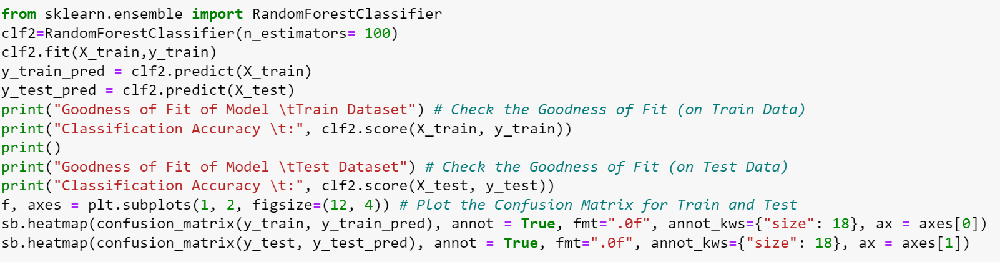 from sklearn.ensemble import RandomForestClassifier
clf2=RandomForestClassifier(n_estimators= 100)
clf2.fit(X_train,y_train)
y_train_pred = clf2.predict(X_train)
y_test_pred = clf2.predict(X_test)
print("Goodness of Fit of Model \tTrain Dataset") # Check the Goodness of Fit (on Train Data)
print("Classification Accuracy \t:", clf2.score(X_train, y_train))
print()
print("Goodness of Fit of Model \tTest Dataset") # Check the Goodness of Fit (on Test Data)
print("Classification Accuracy \t:", clf2.score(X_test, y_test))
f, axes = plt.subplots(1, 2, figsize=(12, 4)) # Plot the Confusion Matrix for Train and Test
sb.heatmap(confusion_matrix(y_train, y_train_pred), annot = True, fmt=".0f", annot_kws={"size": 18}, ax = axes[0])
sb.heatmap(confusion_matrix(y_test, y_test_pred), annot = True, fmt=".0f", annot_kws={"size": 18}, ax = axes[1])